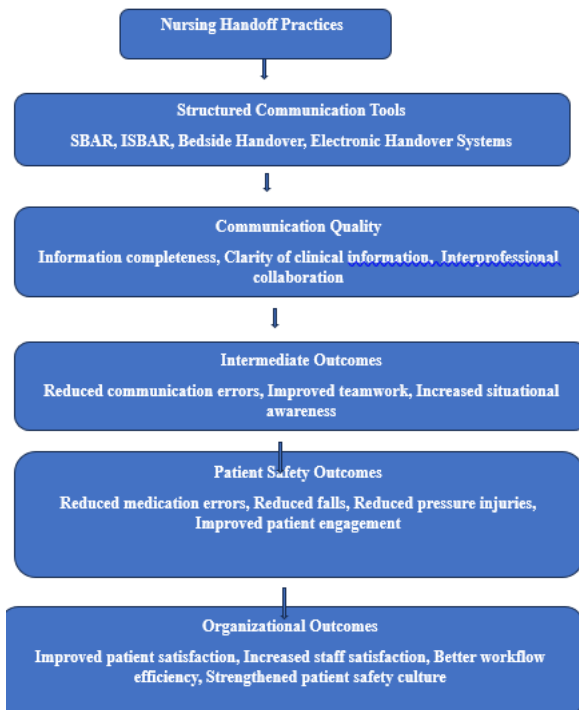 Nursing Handoff Practices
Structured Communication Tools
SBAR, ISBAR, Bedside Handover, Electronic Handover Systems
Communication Quality
Information completeness, Clarity of clinical information, Interprofessional
collaboration
Intermediate Outcomes
Reduced communication errors, Improved teamwork, Increased situational
awareness
Patient Safety Outcomes
Reduced medication errors, Reduced falls, Reduced pressure injuries,
Improved patient engagement
Organizational Outcomes
Improved patient satisfaction, Increased staff satisfaction, Better workflow
efficiency, Strengthened patient safety culture